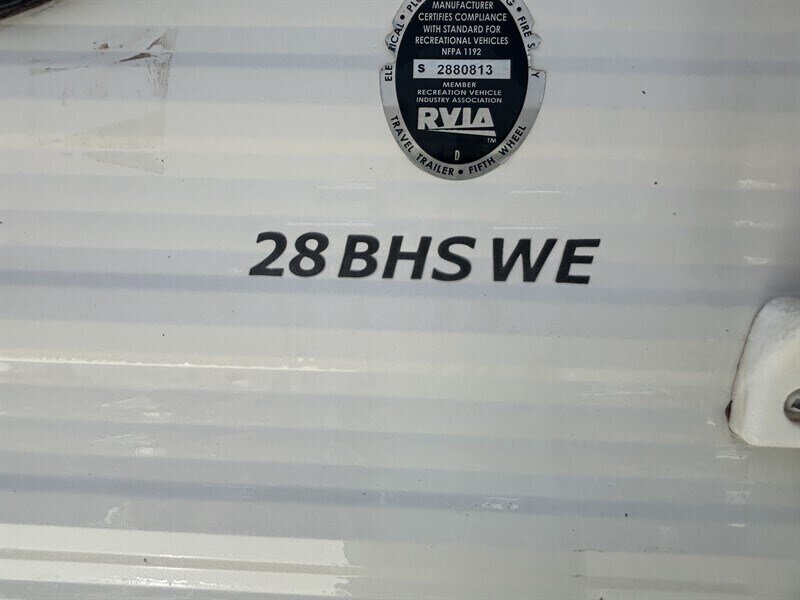 MANUFACTURER
CERTIFIES COMPLIANCE
WITH STANDARD FOR
RECREATIONAL VEHICLES
NFPA 1192
S 2880813
MEMBER
RECREATION VEHICLE
INDUSTRY ASSOCIATION
RVIA
TM
D
TRAVEL TRAILER • FIFTH WHEEL
28 BHS WE